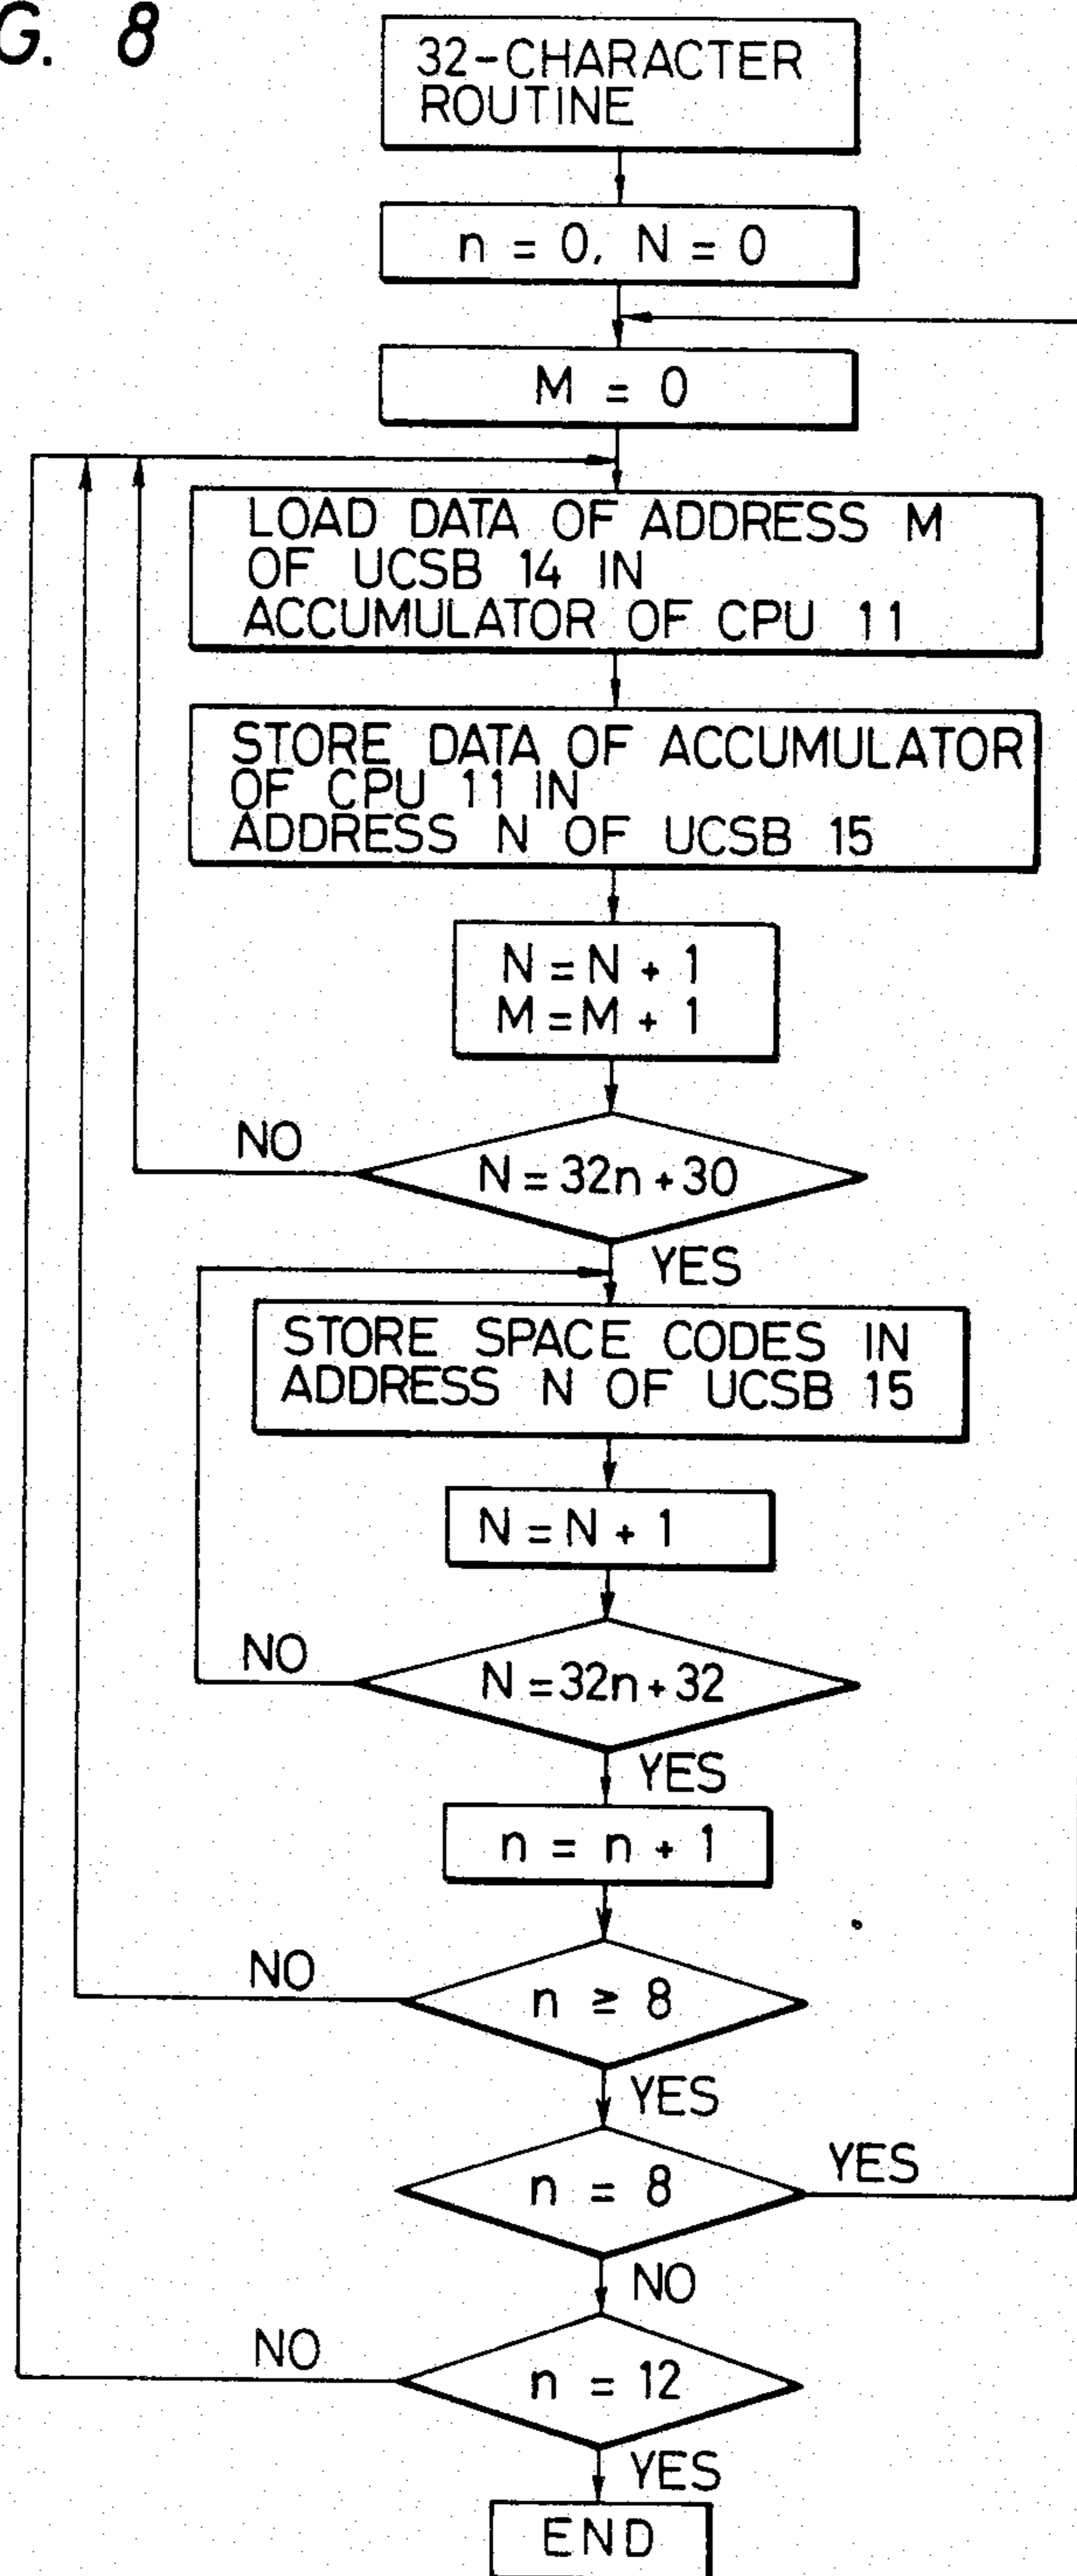 G. 8
32-CHARACTER
ROUTINE
n = 0, N = 0
M = 0
LOAD DATA OF ADDRESS M
OF UCSB 14 IN
ACCUMULATOR OF CPU 11
STORE DATA OF ACCUMULATOR
OF CPU 11 IN
ADDRESS N OF UCSB 15
N = N + 1
M = M + 1
NO
N = 32n + 30
YES
STORE SPACE CODES IN
ADDRESS N OF UCSB 15
N = N + 1
NO
N = 32n + 32
YES
n = n + 1
NO
n ≥ 8
YES
n = 8
YES
NO
NO
n = 12
YES
END